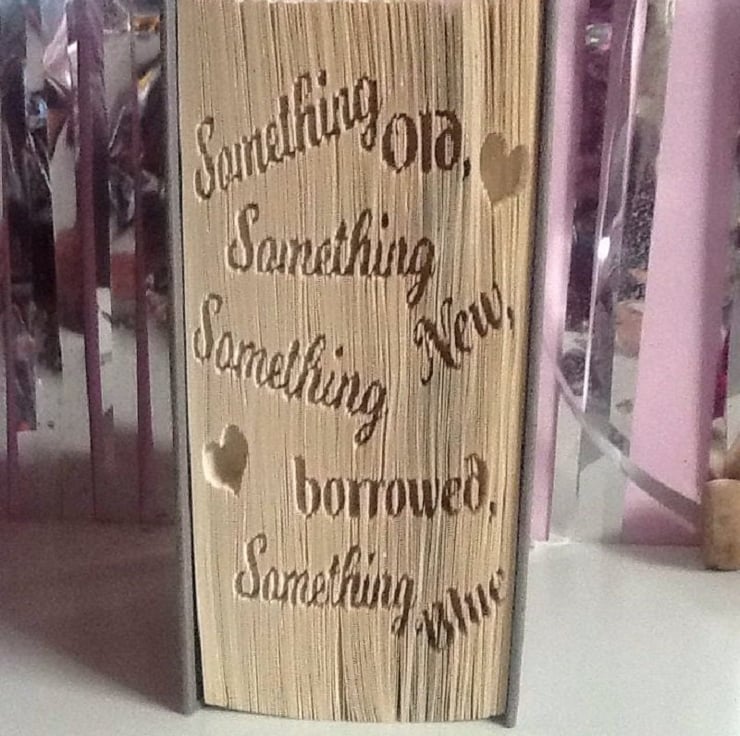 Something Old,
Something New,
Something borrowed,
Something Blue